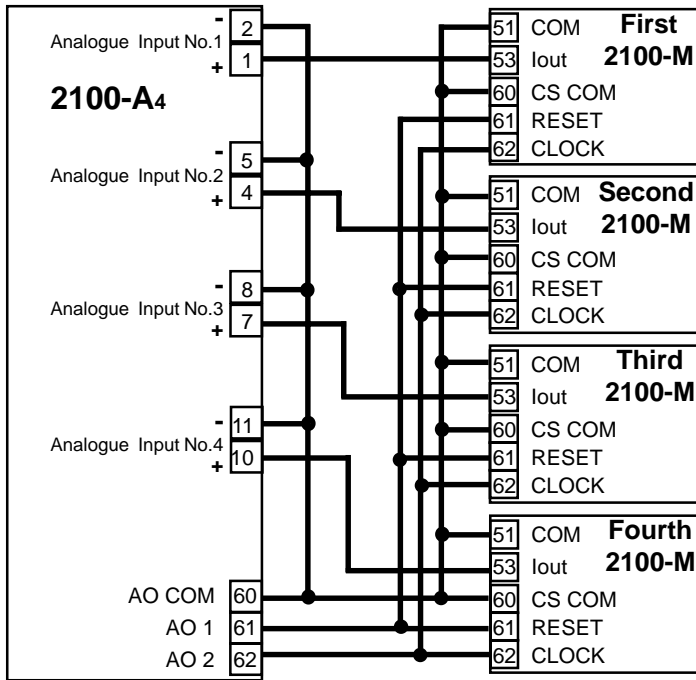 - 2
Analogue Input No.1
+ 1
2100-A4
- 5
Analogue Input No.2
+ 4
- 8
Analogue Input No.3
+ 7
- 11
Analogue Input No.4
+ 10
AO COM 60
AO 1 61
AO 2 62
51 COM First
53 Iout 2100-M
60 CS COM
61 RESET
62 CLOCK
51 COM Second
53 Iout 2100-M
60 CS COM
61 RESET
62 CLOCK
51 COM Third
53 Iout 2100-M
60 CS COM
61 RESET
62 CLOCK
51 COM Fourth
53 Iout 2100-M
60 CS COM
61 RESET
62 CLOCK